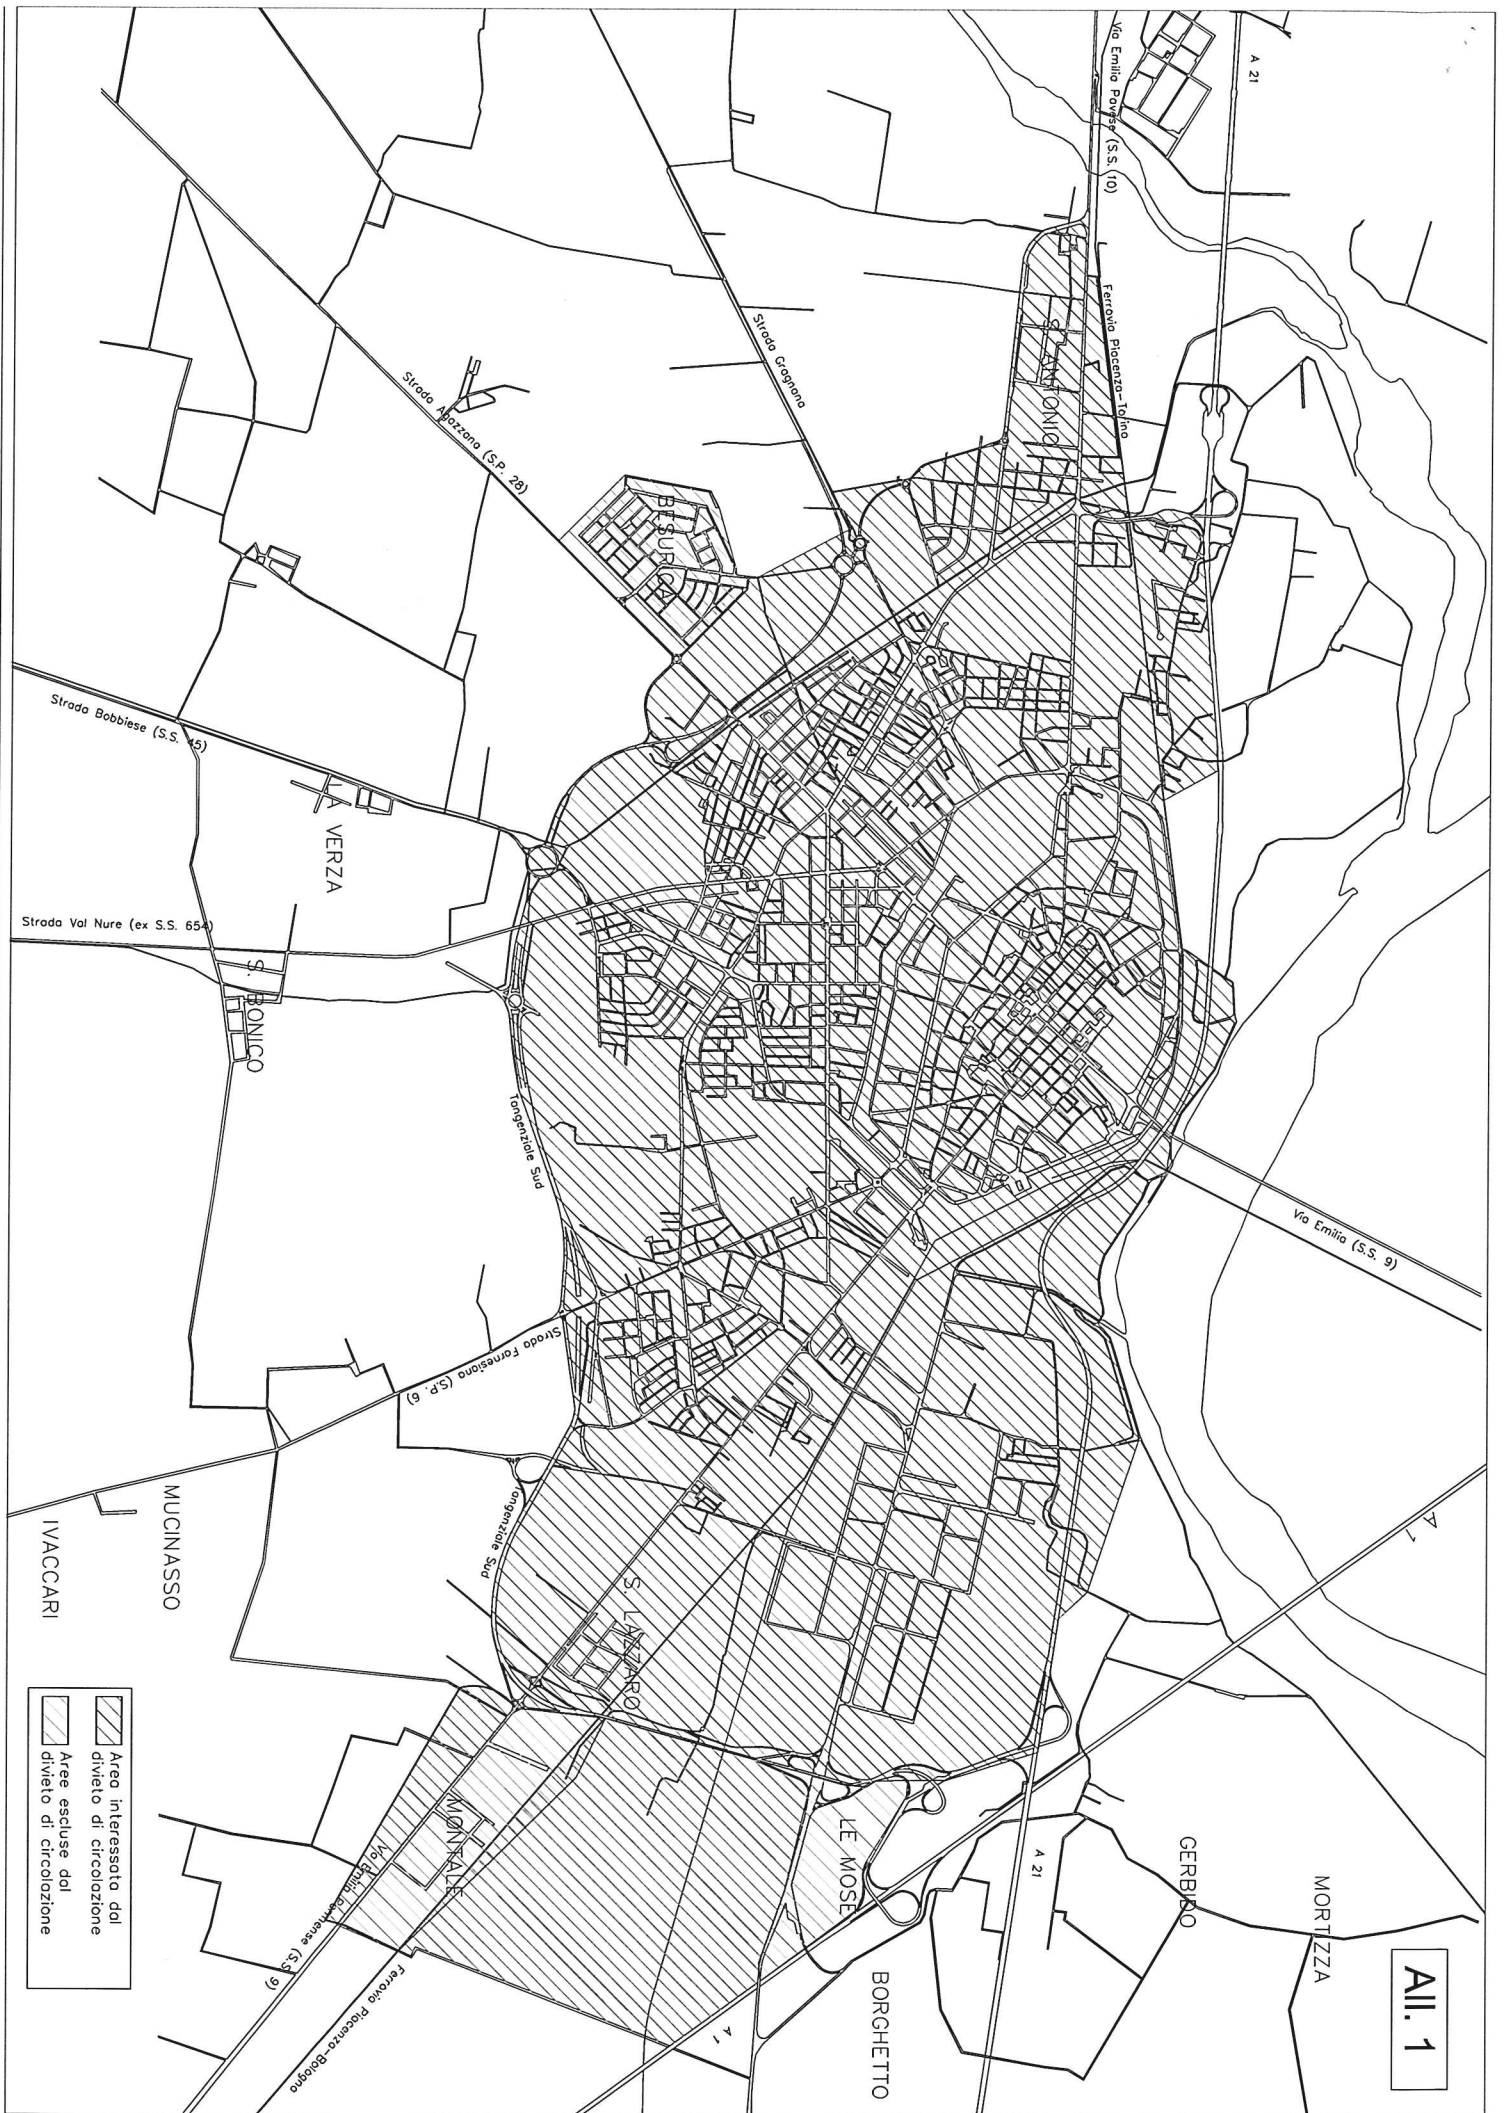 All. 1
A 21
Via Emilia Pavese (S.S. 10)
Ferrovia Piacenza-Torino
S. ANTONIO
Strada Gragnana
Strada Agazzana (S.P. 28)
BESURICA
Strada Bobbiese (S.S. 45)
LA VERZA
Strada Val Nure (ex S.S. 654)
S. BONICO
Tangenziale Sud
Via Emilia (S.S. 9)
Strada Farnesiana (S.P. 6)
Tangenziale Sud
MUCINASSO
IVACCARI
S. LAZZARO
MONTALE
Via Emilia Parmense (S.S. 9)
Ferrovia Piacenza-Bologna
LE MOSE
BORGHETTO
A 1
A 21
A 1
GERBIDO
MORTIZZA
Area interessata dal
divieto di circolazione
Aree escluse dal
divieto di circolazione